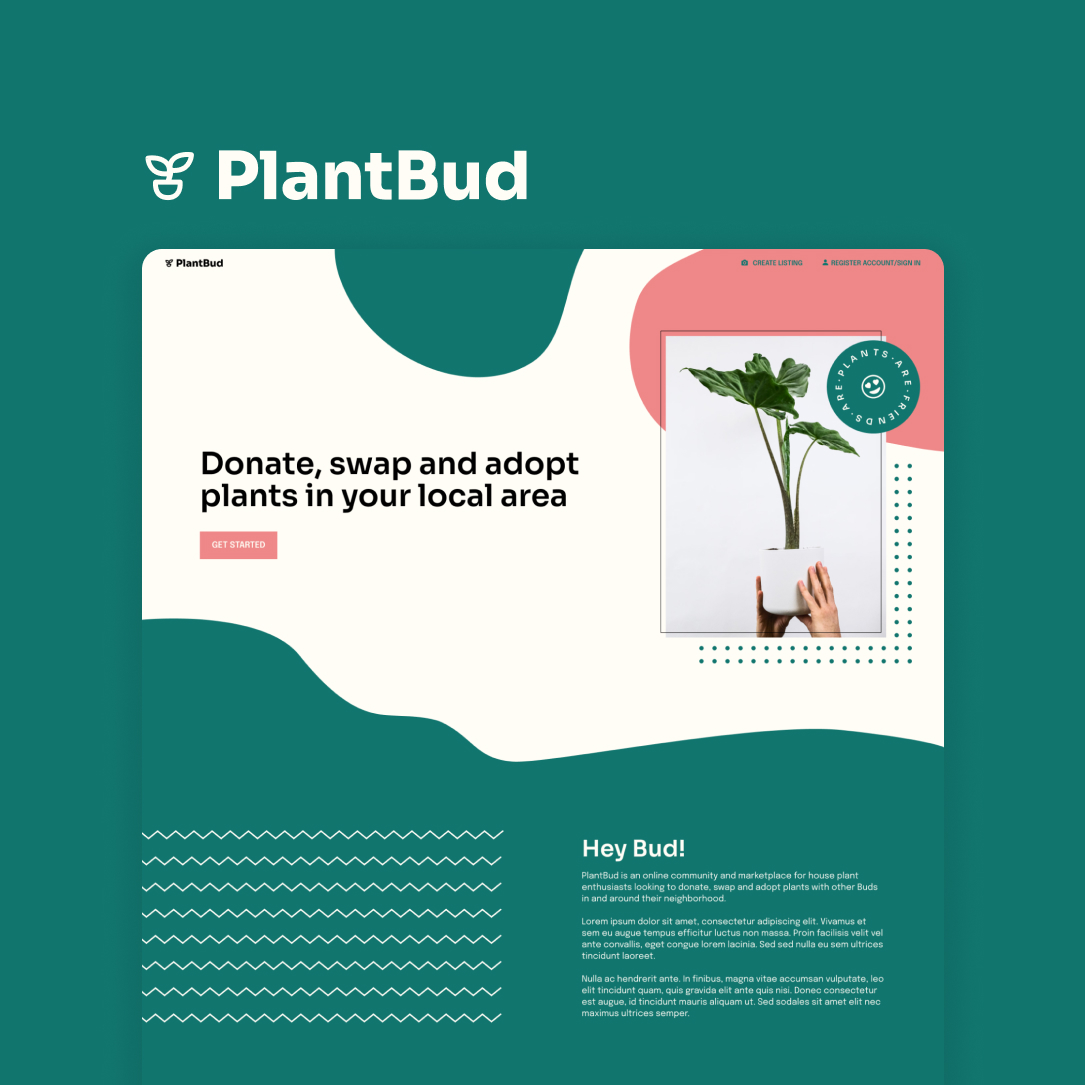 PlantBud
PlantBud
CREATE LISTING
REGISTER ACCOUNT/SIGN IN
PLANTS·ARE·FRIENDS·ARE·
Donate, swap and adopt
plants in your local area
GET STARTED
Hey Bud!
PlantBud is an online community and marketplace for house plant
enthusiasts looking to donate, swap and adopt plants with other Buds
in and around their neighborhood.
Lorem ipsum dolor sit amet, consectetur adipiscing elit. Vivamus et
sem eu augue tempus efficitur luctus non massa. Proin facilisis velit vel
ante convallis, eget congue lorem lacinia. Sed sed nulla eu sem ultrices
tincidunt laoreet.
Nulla ac hendrerit ante. In finibus, magna vitae accumsan vulputate, leo
elit tincidunt quam, quis gravida elit ante quis nisi. Donec consectetur
est augue, id tincidunt mauris aliquam ut. Sed sodales sit amet elit nec
maximus ultrices semper.